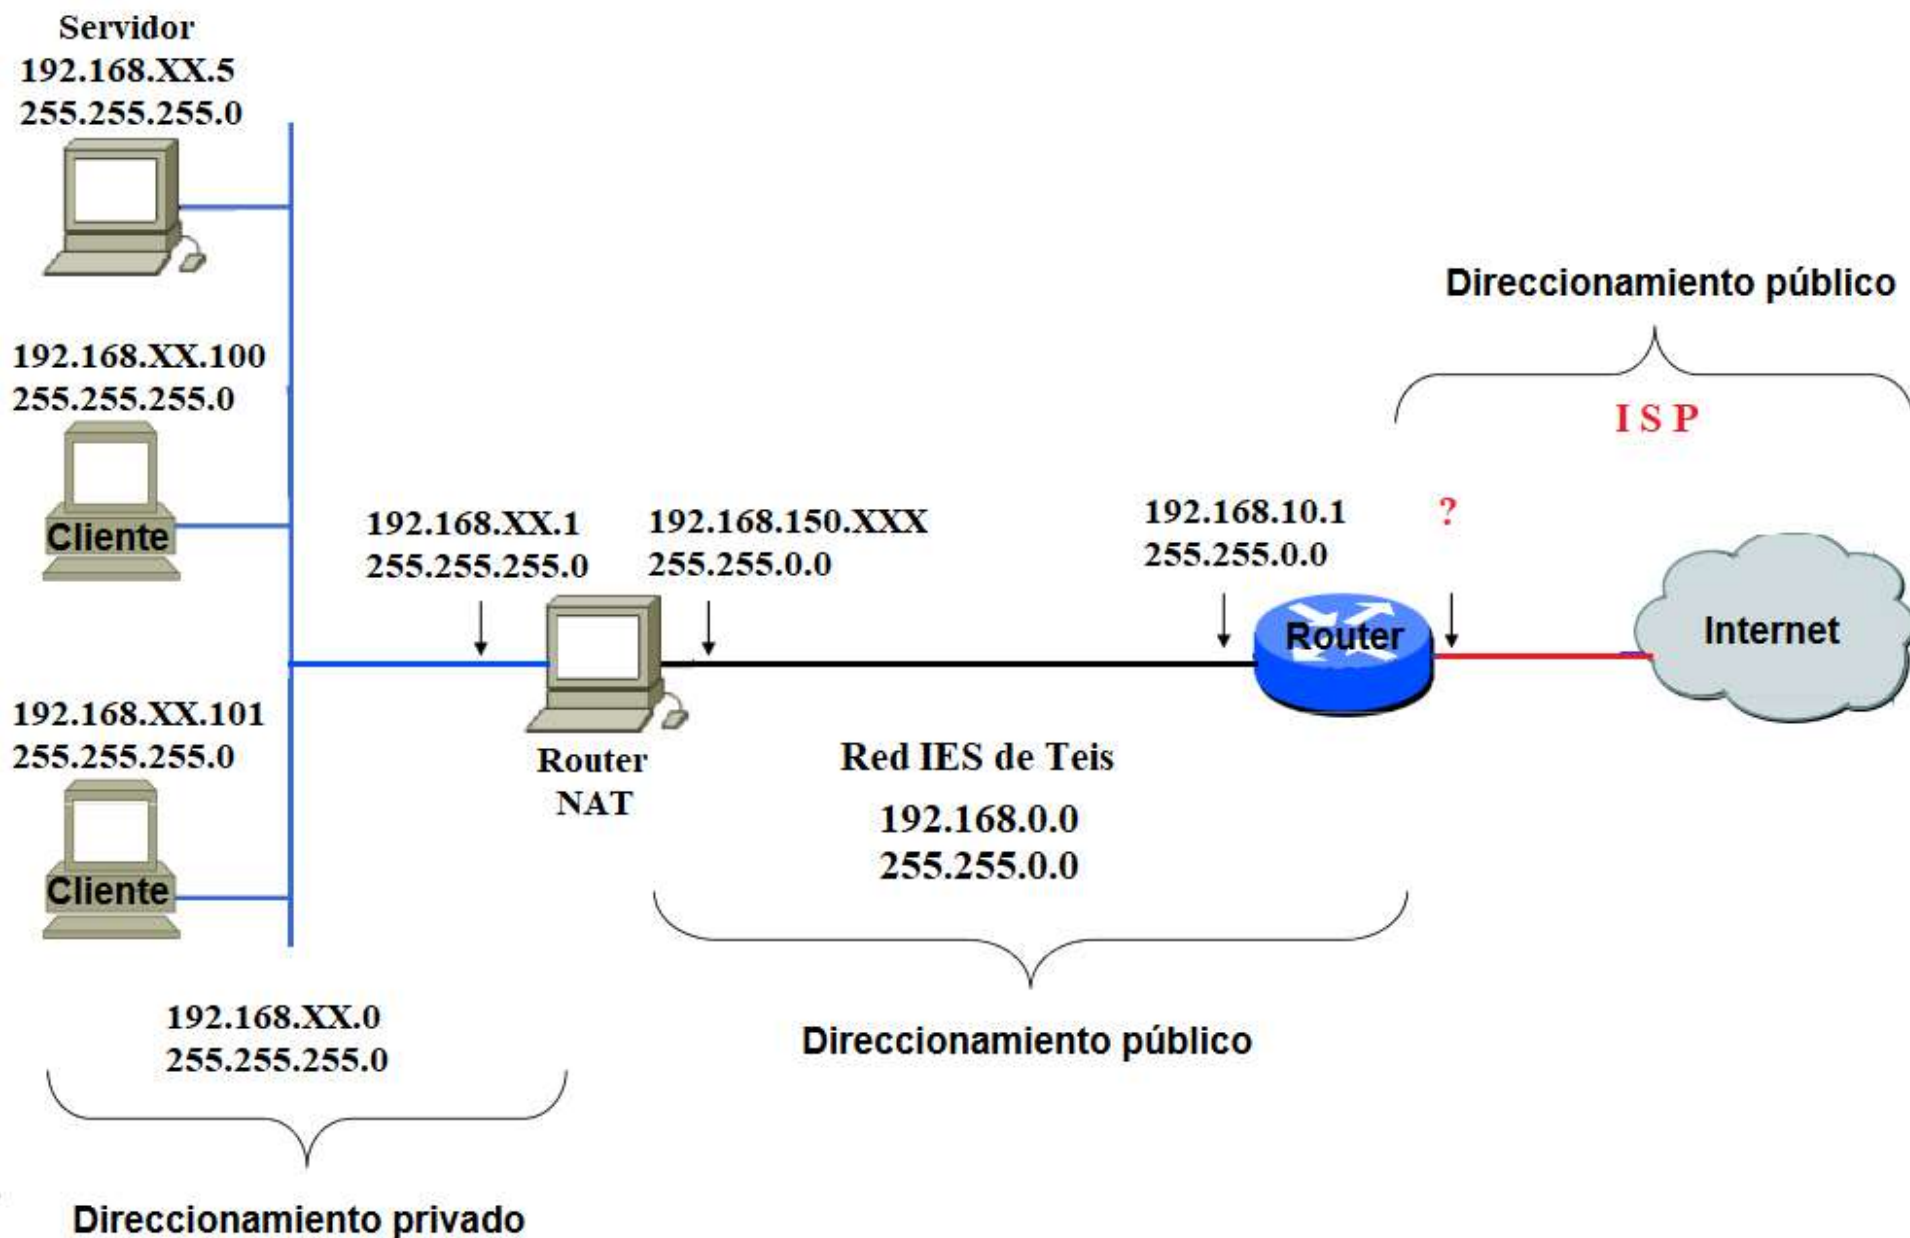 Servidor
192.168.XX.5
255.255.255.0
Direccionamiento público
I S P
192.168.XX.100
255.255.255.0
Cliente
192.168.XX.1
255.255.255.0
192.168.150.XXX
255.255.0.0
192.168.10.1
255.255.0.0
?
Router
Internet
192.168.XX.101
255.255.255.0
Cliente
Router
NAT
Red IES de Teis
192.168.0.0
255.255.0.0
Direccionamiento público
192.168.XX.0
255.255.255.0
Direccionamiento privado